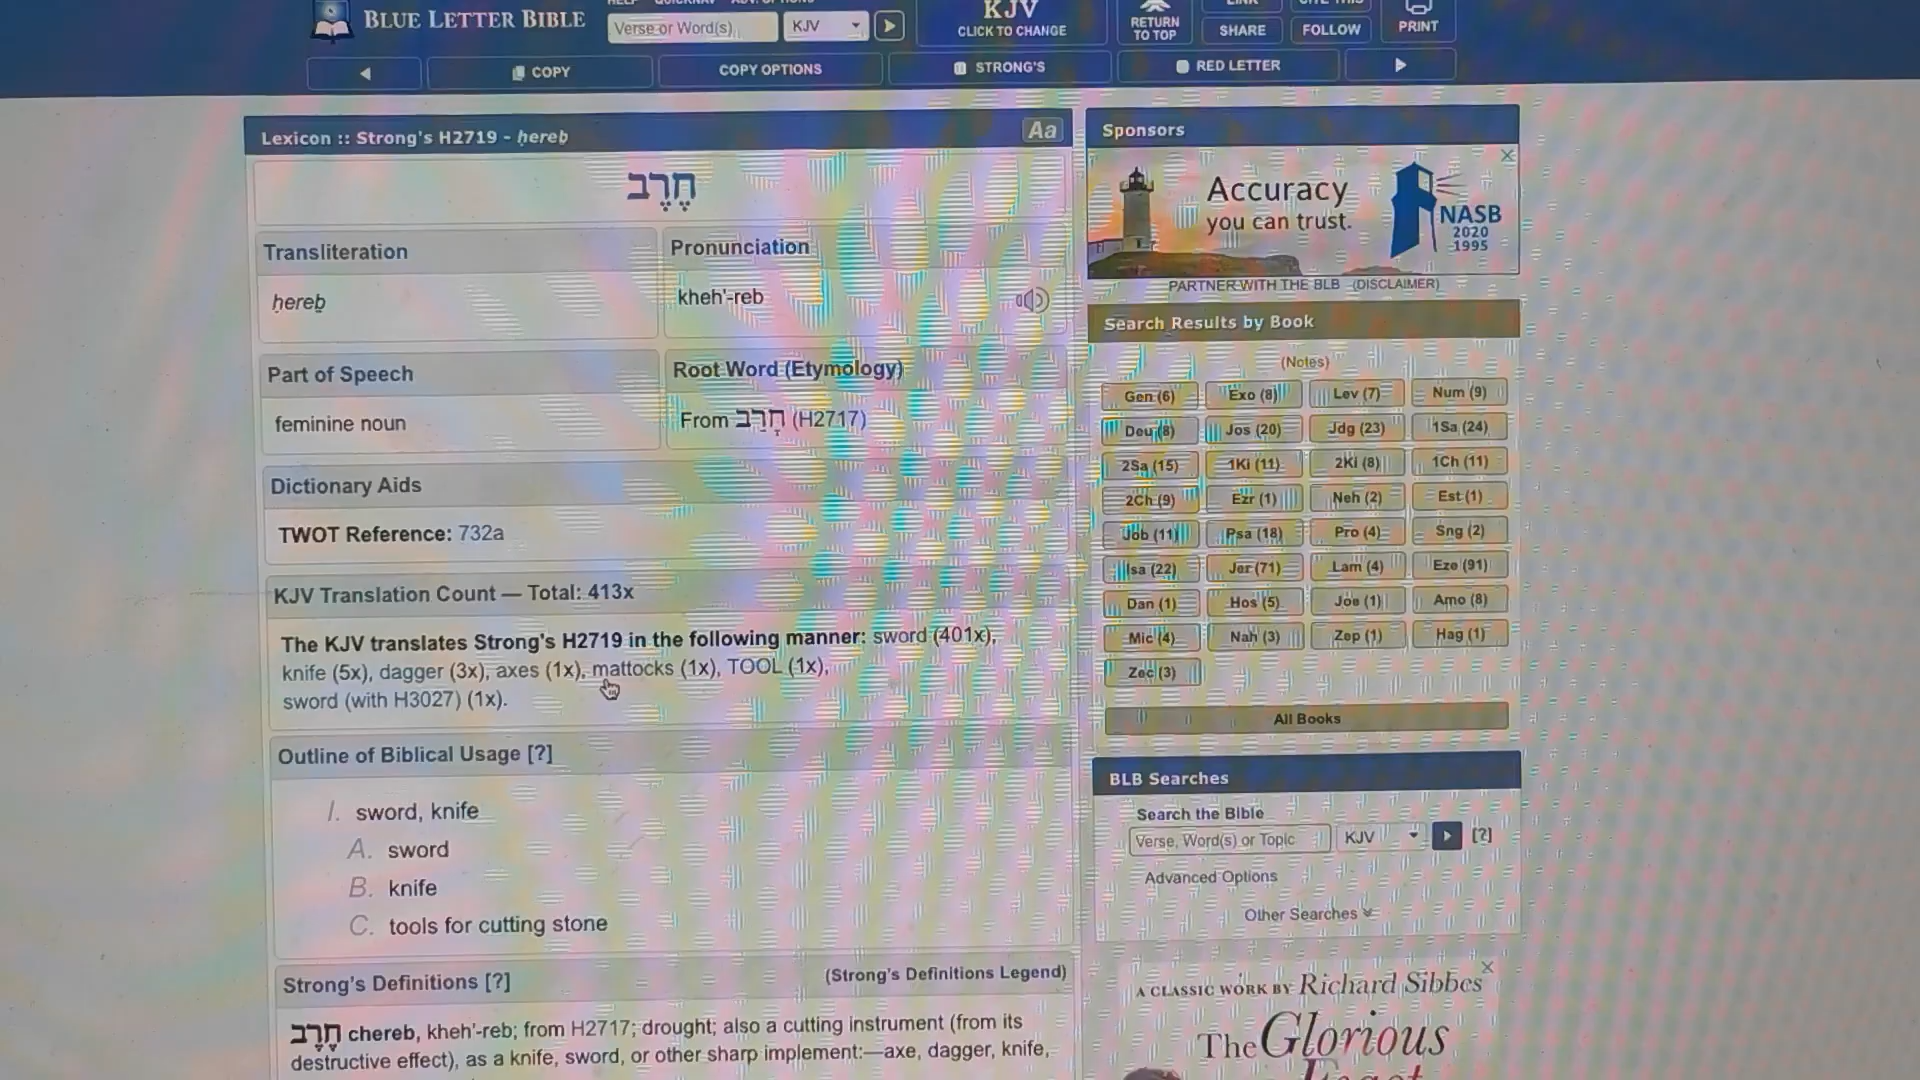 BLUE LETTER BIBLE
Verse or Word(s)
KJV
KJV
CLICK TO CHANGE
RETURN
TO TOP
SHARE
FOLLOW
PRINT
COPY
COPY OPTIONS
STRONG'S
RED LETTER
Lexicon :: Strong's H2719 - ḥereḇ
Aa
חֶרֶב
Transliteration
ḥereḇ
Pronunciation
kheh'-reb
Part of Speech
feminine noun
Root Word (Etymology)
From חָרַב (H2717)
Dictionary Aids
TWOT Reference: 732a
KJV Translation Count — Total: 413x
The KJV translates Strong's H2719 in the following manner: sword (401x),
knife (5x), dagger (3x), axes (1x), mattocks (1x), TOOL (1x),
sword (with H3027) (1x).
Outline of Biblical Usage [?]
I. sword, knife
A. sword
B. knife
C. tools for cutting stone
Strong's Definitions [?]
(Strong's Definitions Legend)
חֶרֶב chereb, kheh'-reb; from H2717; drought; also a cutting instrument (from its
destructive effect), as a knife, sword, or other sharp implement:—axe, dagger, knife,
Sponsors
Accuracy
you can trust.
NASB
2020
1995
PARTNER WITH THE BLB (DISCLAIMER)
Search Results by Book
(Notes)
Gen (6) Exo (8) Lev (7) Num (9)
Deu (8) Jos (20) Jdg (23) 1Sa (24)
2Sa (15) 1Ki (11) 2Ki (8) 1Ch (11)
2Ch (9) Ezr (1) Neh (2) Est (1)
Job (11) Psa (18) Pro (4) Sng (2)
Isa (22) Jer (71) Lam (4) Eze (91)
Dan (1) Hos (5) Joe (1) Amo (8)
Mic (4) Nah (3) Zep (1) Hag (1)
Zec (3)
All Books
BLB Searches
Search the Bible
Verse, Word(s) or Topic
KJV
[?]
Advanced Options
Other Searches
A CLASSIC WORK BY Richard Sibbes
The Glorious